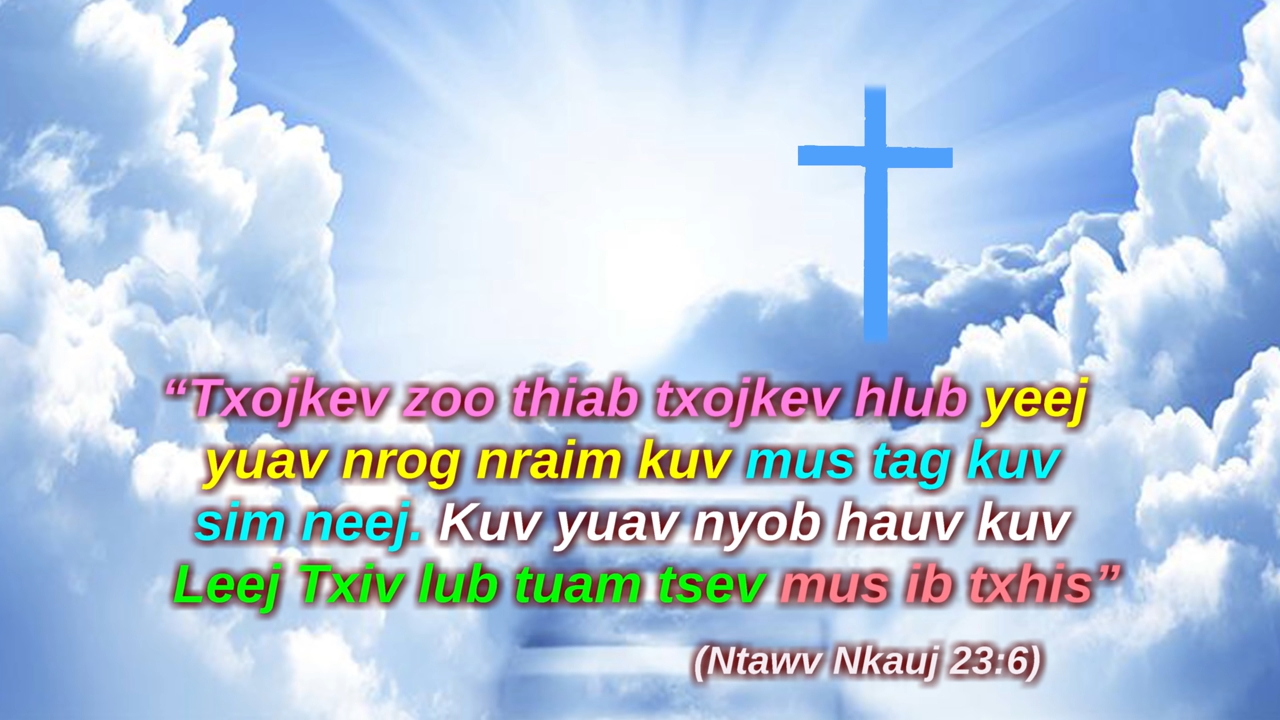 “Txojkev zoo thiab txojkev hlub yeej
yuav nrog nraim kuv mus tag kuv
sim neej. Kuv yuav nyob hauv kuv
Leej Txiv lub tuam tsev mus ib txhis”
(Ntawv Nkauj 23:6)